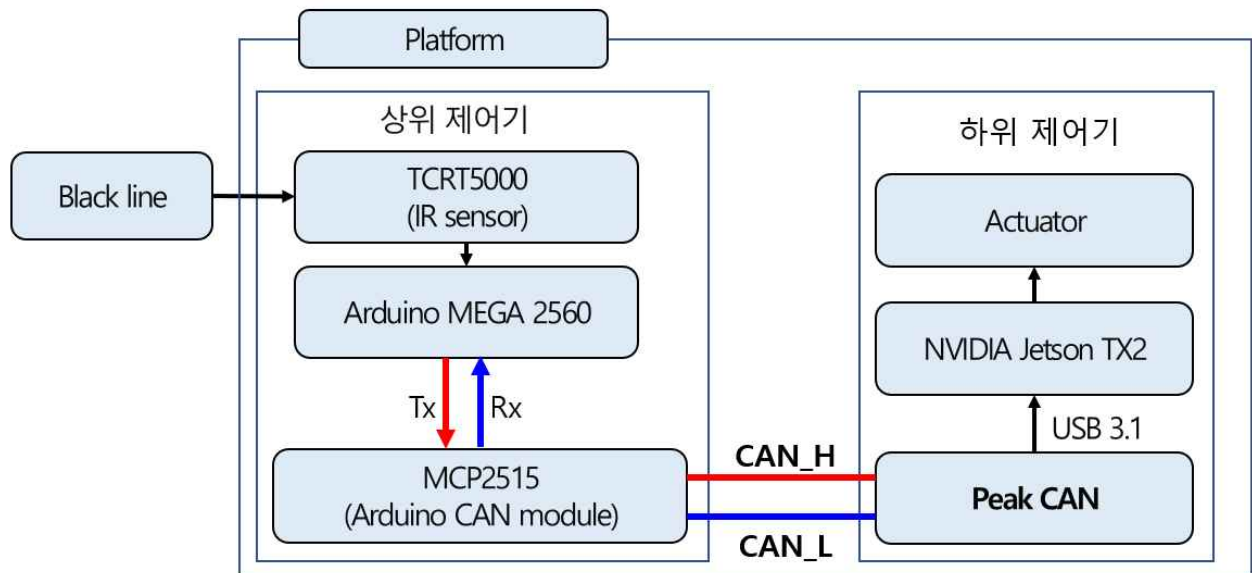 Platform
상위 제어기
하위 제어기
Black line
TCRT5000
(IR sensor)
Arduino MEGA 2560
Tx
Rx
MCP2515
(Arduino CAN module)
CAN_H
CAN_L
Actuator
NVIDIA Jetson TX2
USB 3.1
Peak CAN